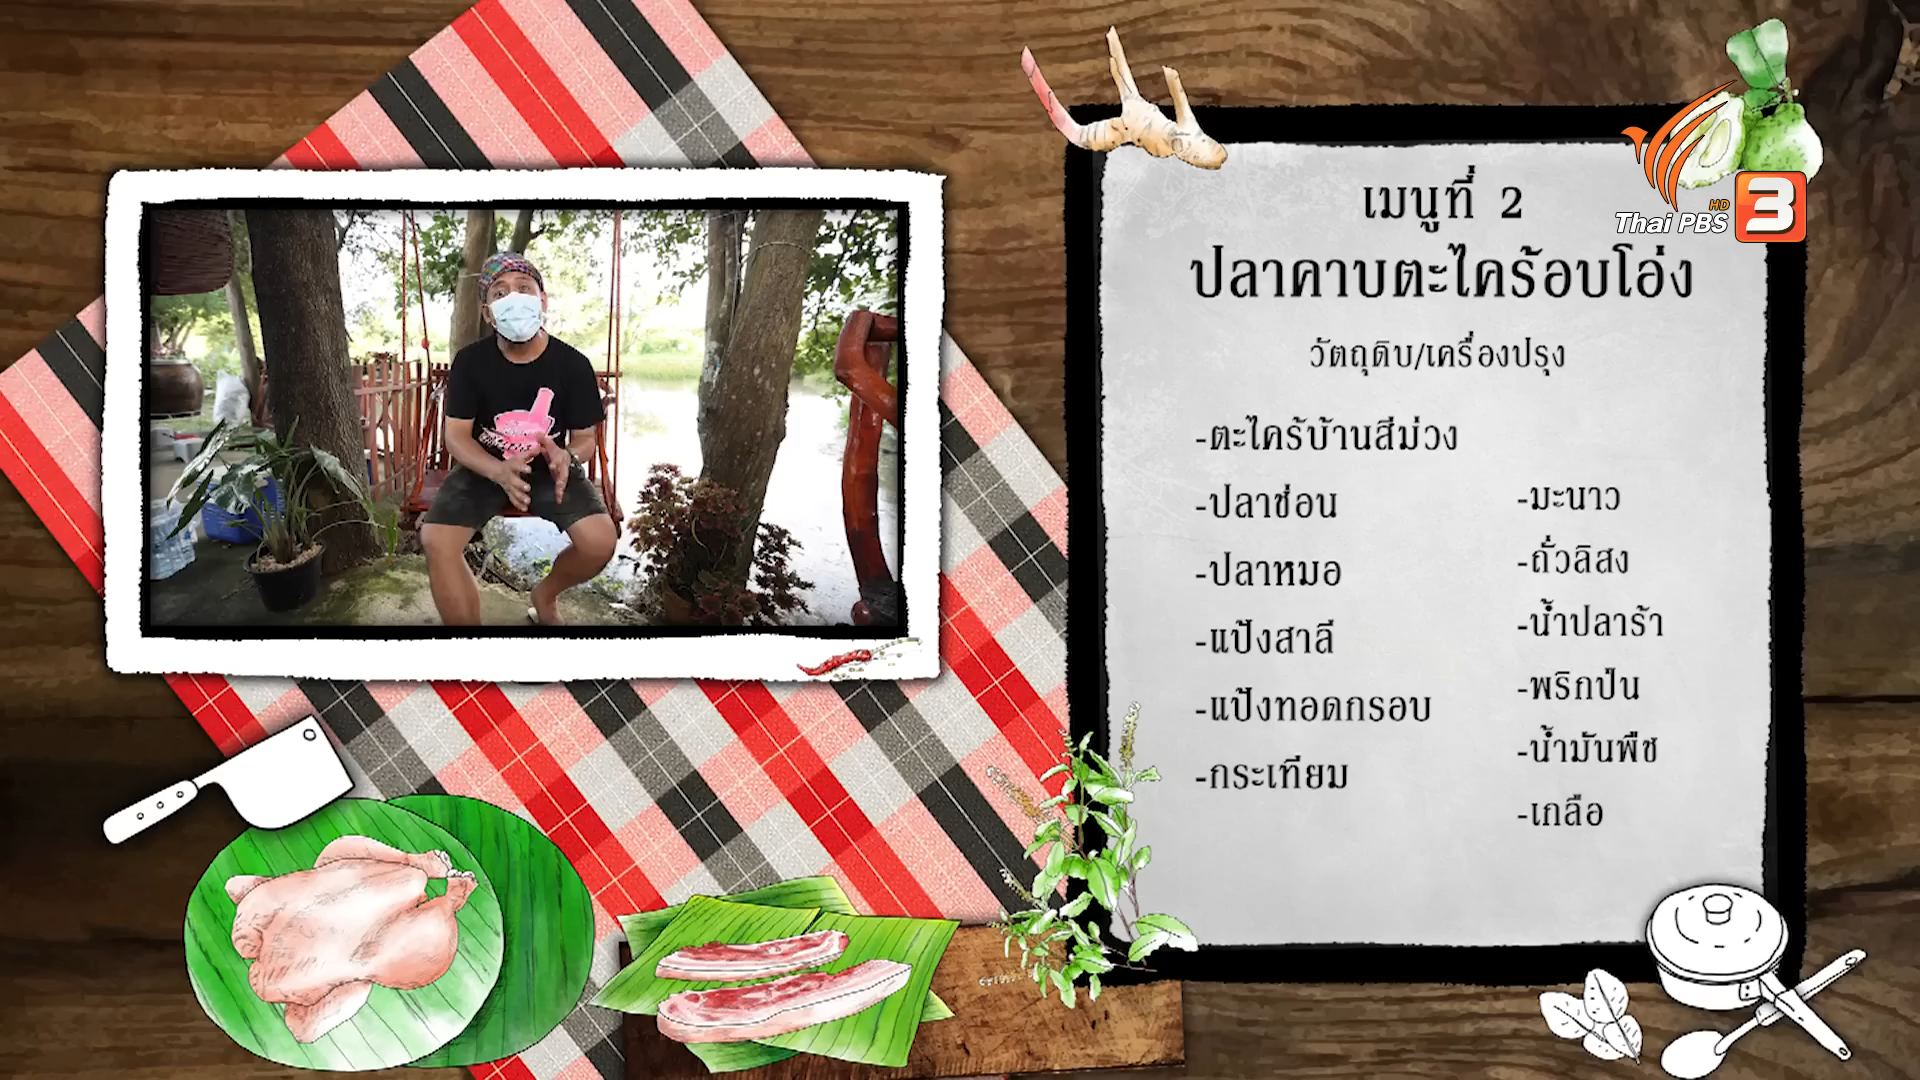 เมนูที่ 2
ปลาคาบตะไคร้อบโอ่ง
วัตถุดิบ/เครื่องปรุง
-ตะไคร้บ้านสีม่วง
-ปลาช่อน
-ปลาหมอ
-แป้งสาลี
-แป้งทอดกรอบ
-กระเทียม
-มะนาว
-ถั่วลิสง
-น้ำปลาร้า
-พริกป่น
-น้ำมันพืช
-เกลือ
HD
Thai PBS 3